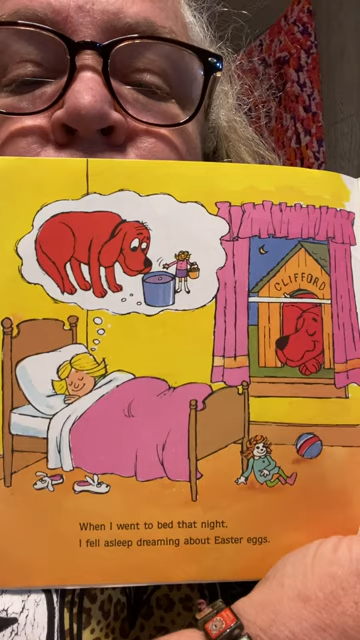 CLIFFORD
When I went to bed that night,
I fell asleep dreaming about Easter eggs.